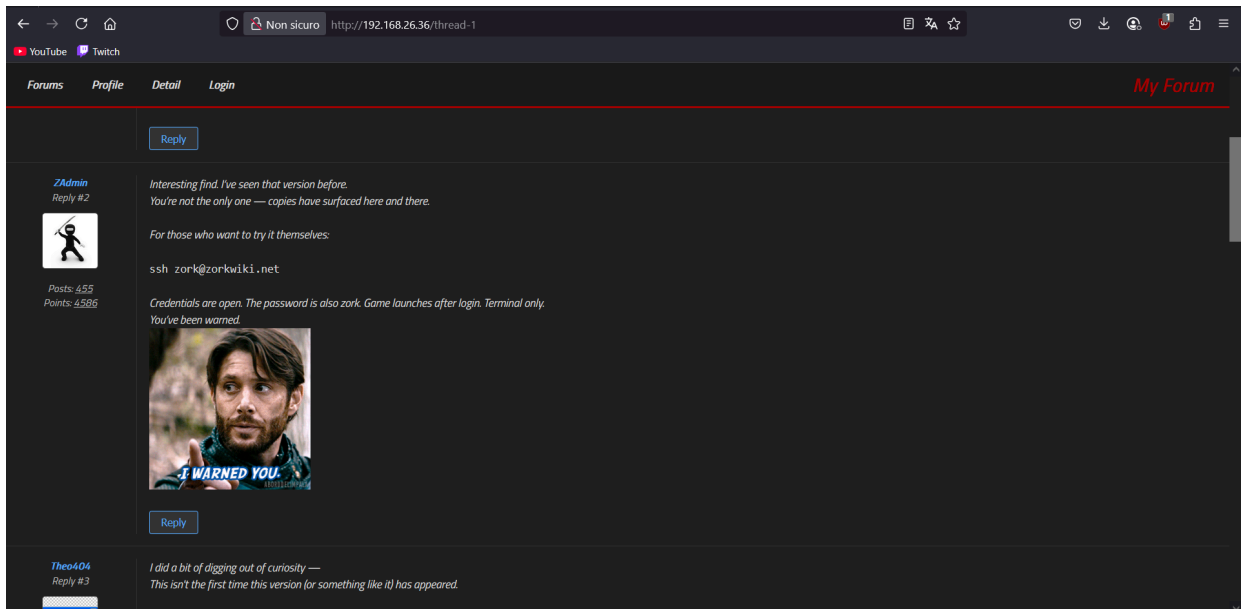 Non sicuro http://192.168.26.36/thread-1
1
YouTube Twitch
Forums Profile Detail Login My Forum
Reply
ZAdmin
Reply #2
Interesting find. I've seen that version before.
You're not the only one — copies have surfaced here and there.
For those who want to try it themselves:
ssh zork@zorkwiki.net
Posts: 455
Points: 4586
Credentials are open. The password is also zork. Game launches after login. Terminal only.
You've been warned.
I WARNED YOU.
Reply
Theo404
Reply #3
I did a bit of digging out of curiosity —
This isn't the first time this version (or something like it) has appeared.